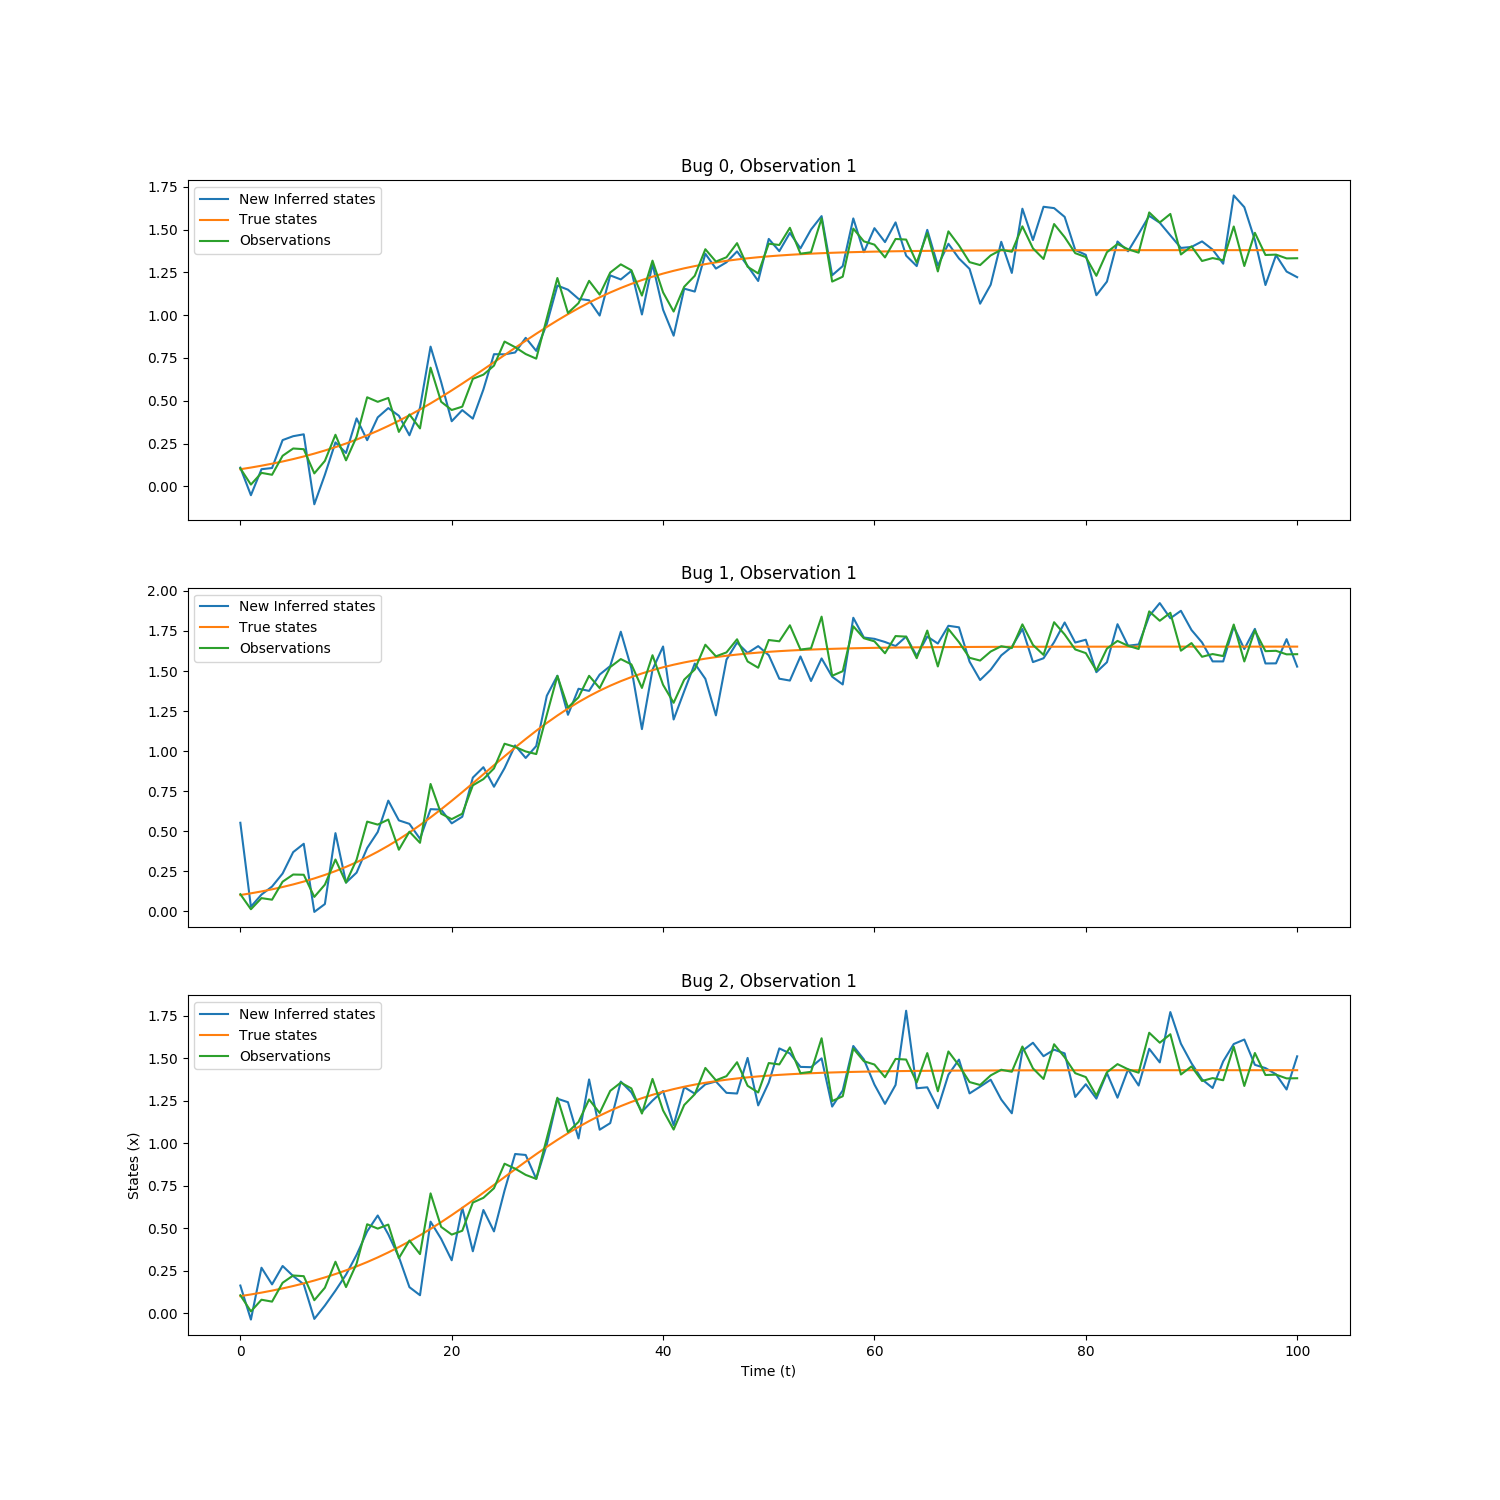 Bug 0, Observation 1
1.75
1.50
1.25
1.00
0.75
0.50
0.25
0.00
New Inferred states
True states
Observations
Bug 1, Observation 1
2.00
1.75
1.50
1.25
1.00
0.75
0.50
0.25
0.00
New Inferred states
True states
Observations
Bug 2, Observation 1
1.75
1.50
1.25
1.00
0.75
0.50
0.25
0.00
New Inferred states
True states
Observations
States (x)
0 20 40 60 80 100
Time (t)